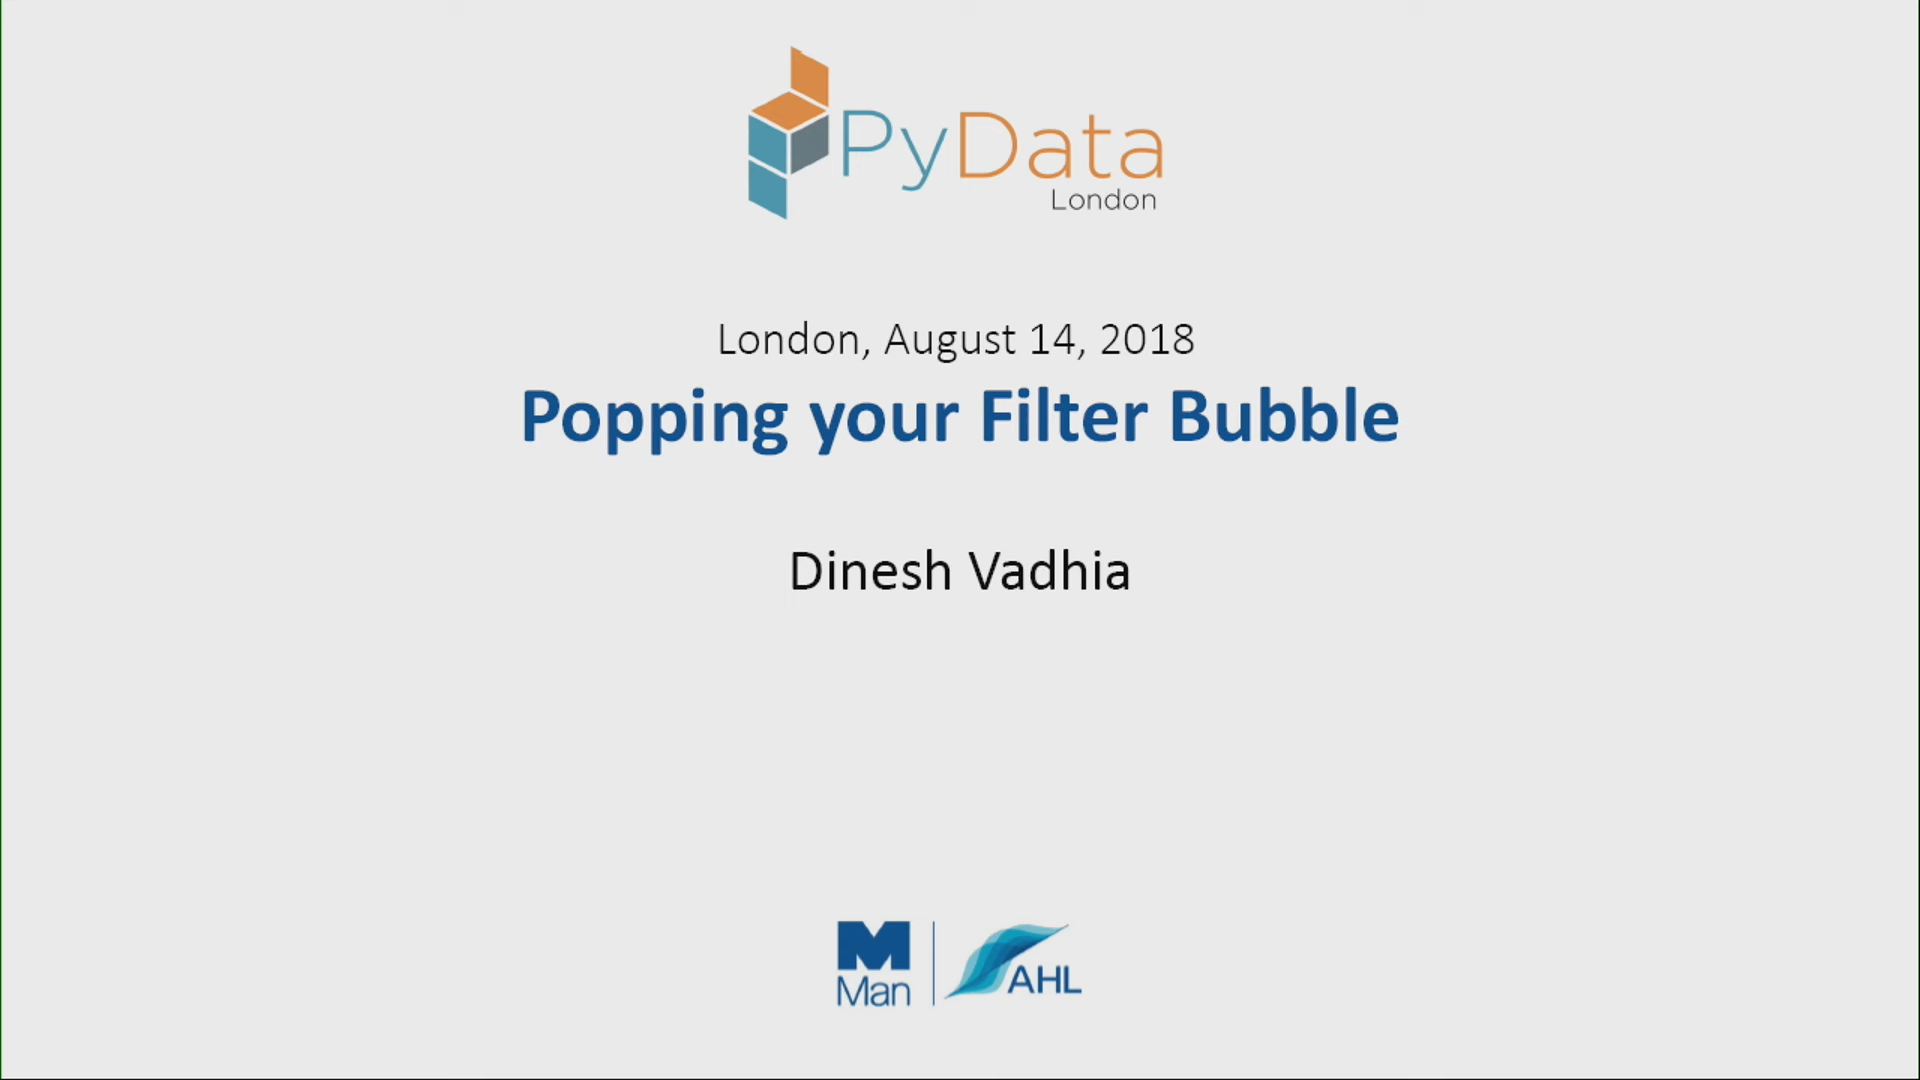 PyData
London
London, August 14, 2018
Popping your Filter Bubble
Dinesh Vadhia
M
Man
AHL